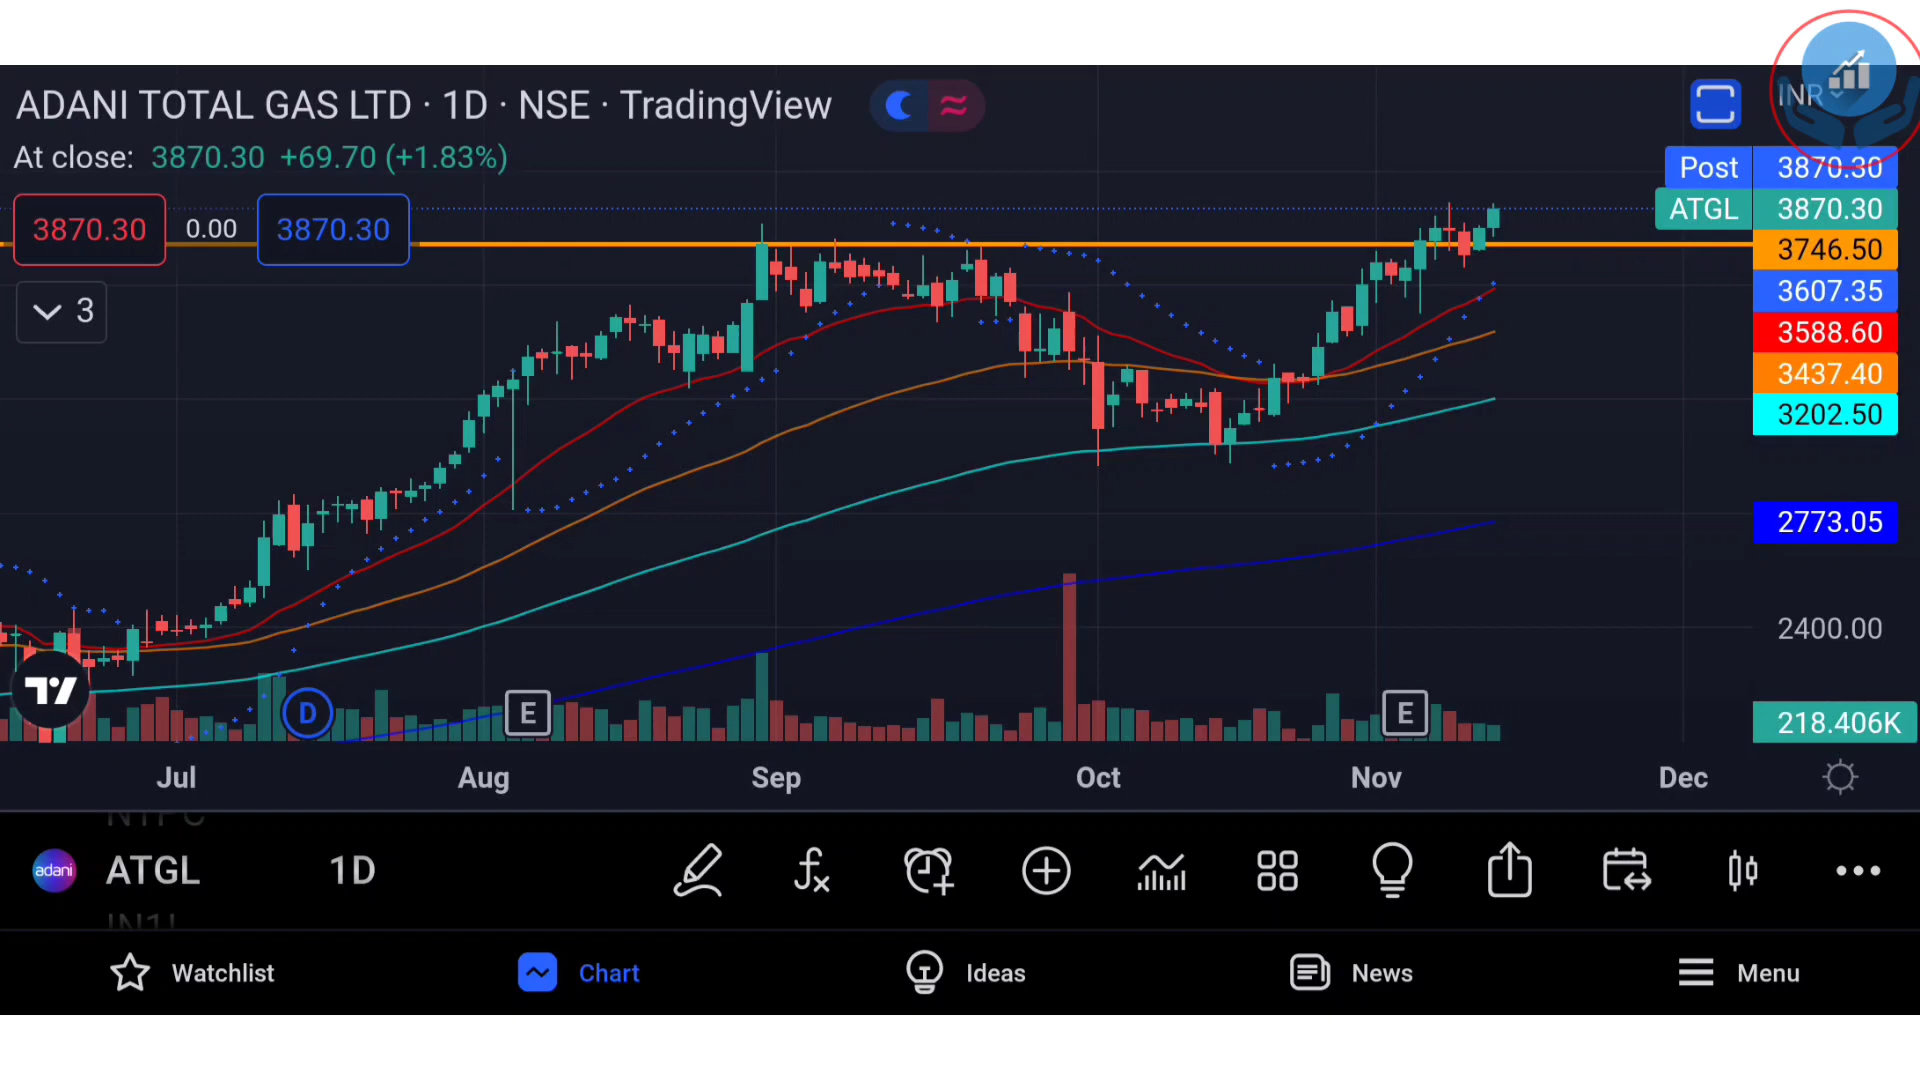 ADANI TOTAL GAS LTD · 1D · NSE · TradingView
INR
At close: 3870.30 +69.70 (+1.83%)
Post 3870.30
3870.30 0.00 3870.30
ATGL 3870.30
3746.50
3607.35
3
3588.60
3437.40
3202.50
2773.05
2400.00
D
E
E
218.406K
Jul Aug Sep Oct Nov Dec
NTPC
adani ATGL 1D
Watchlist Chart Ideas News Menu